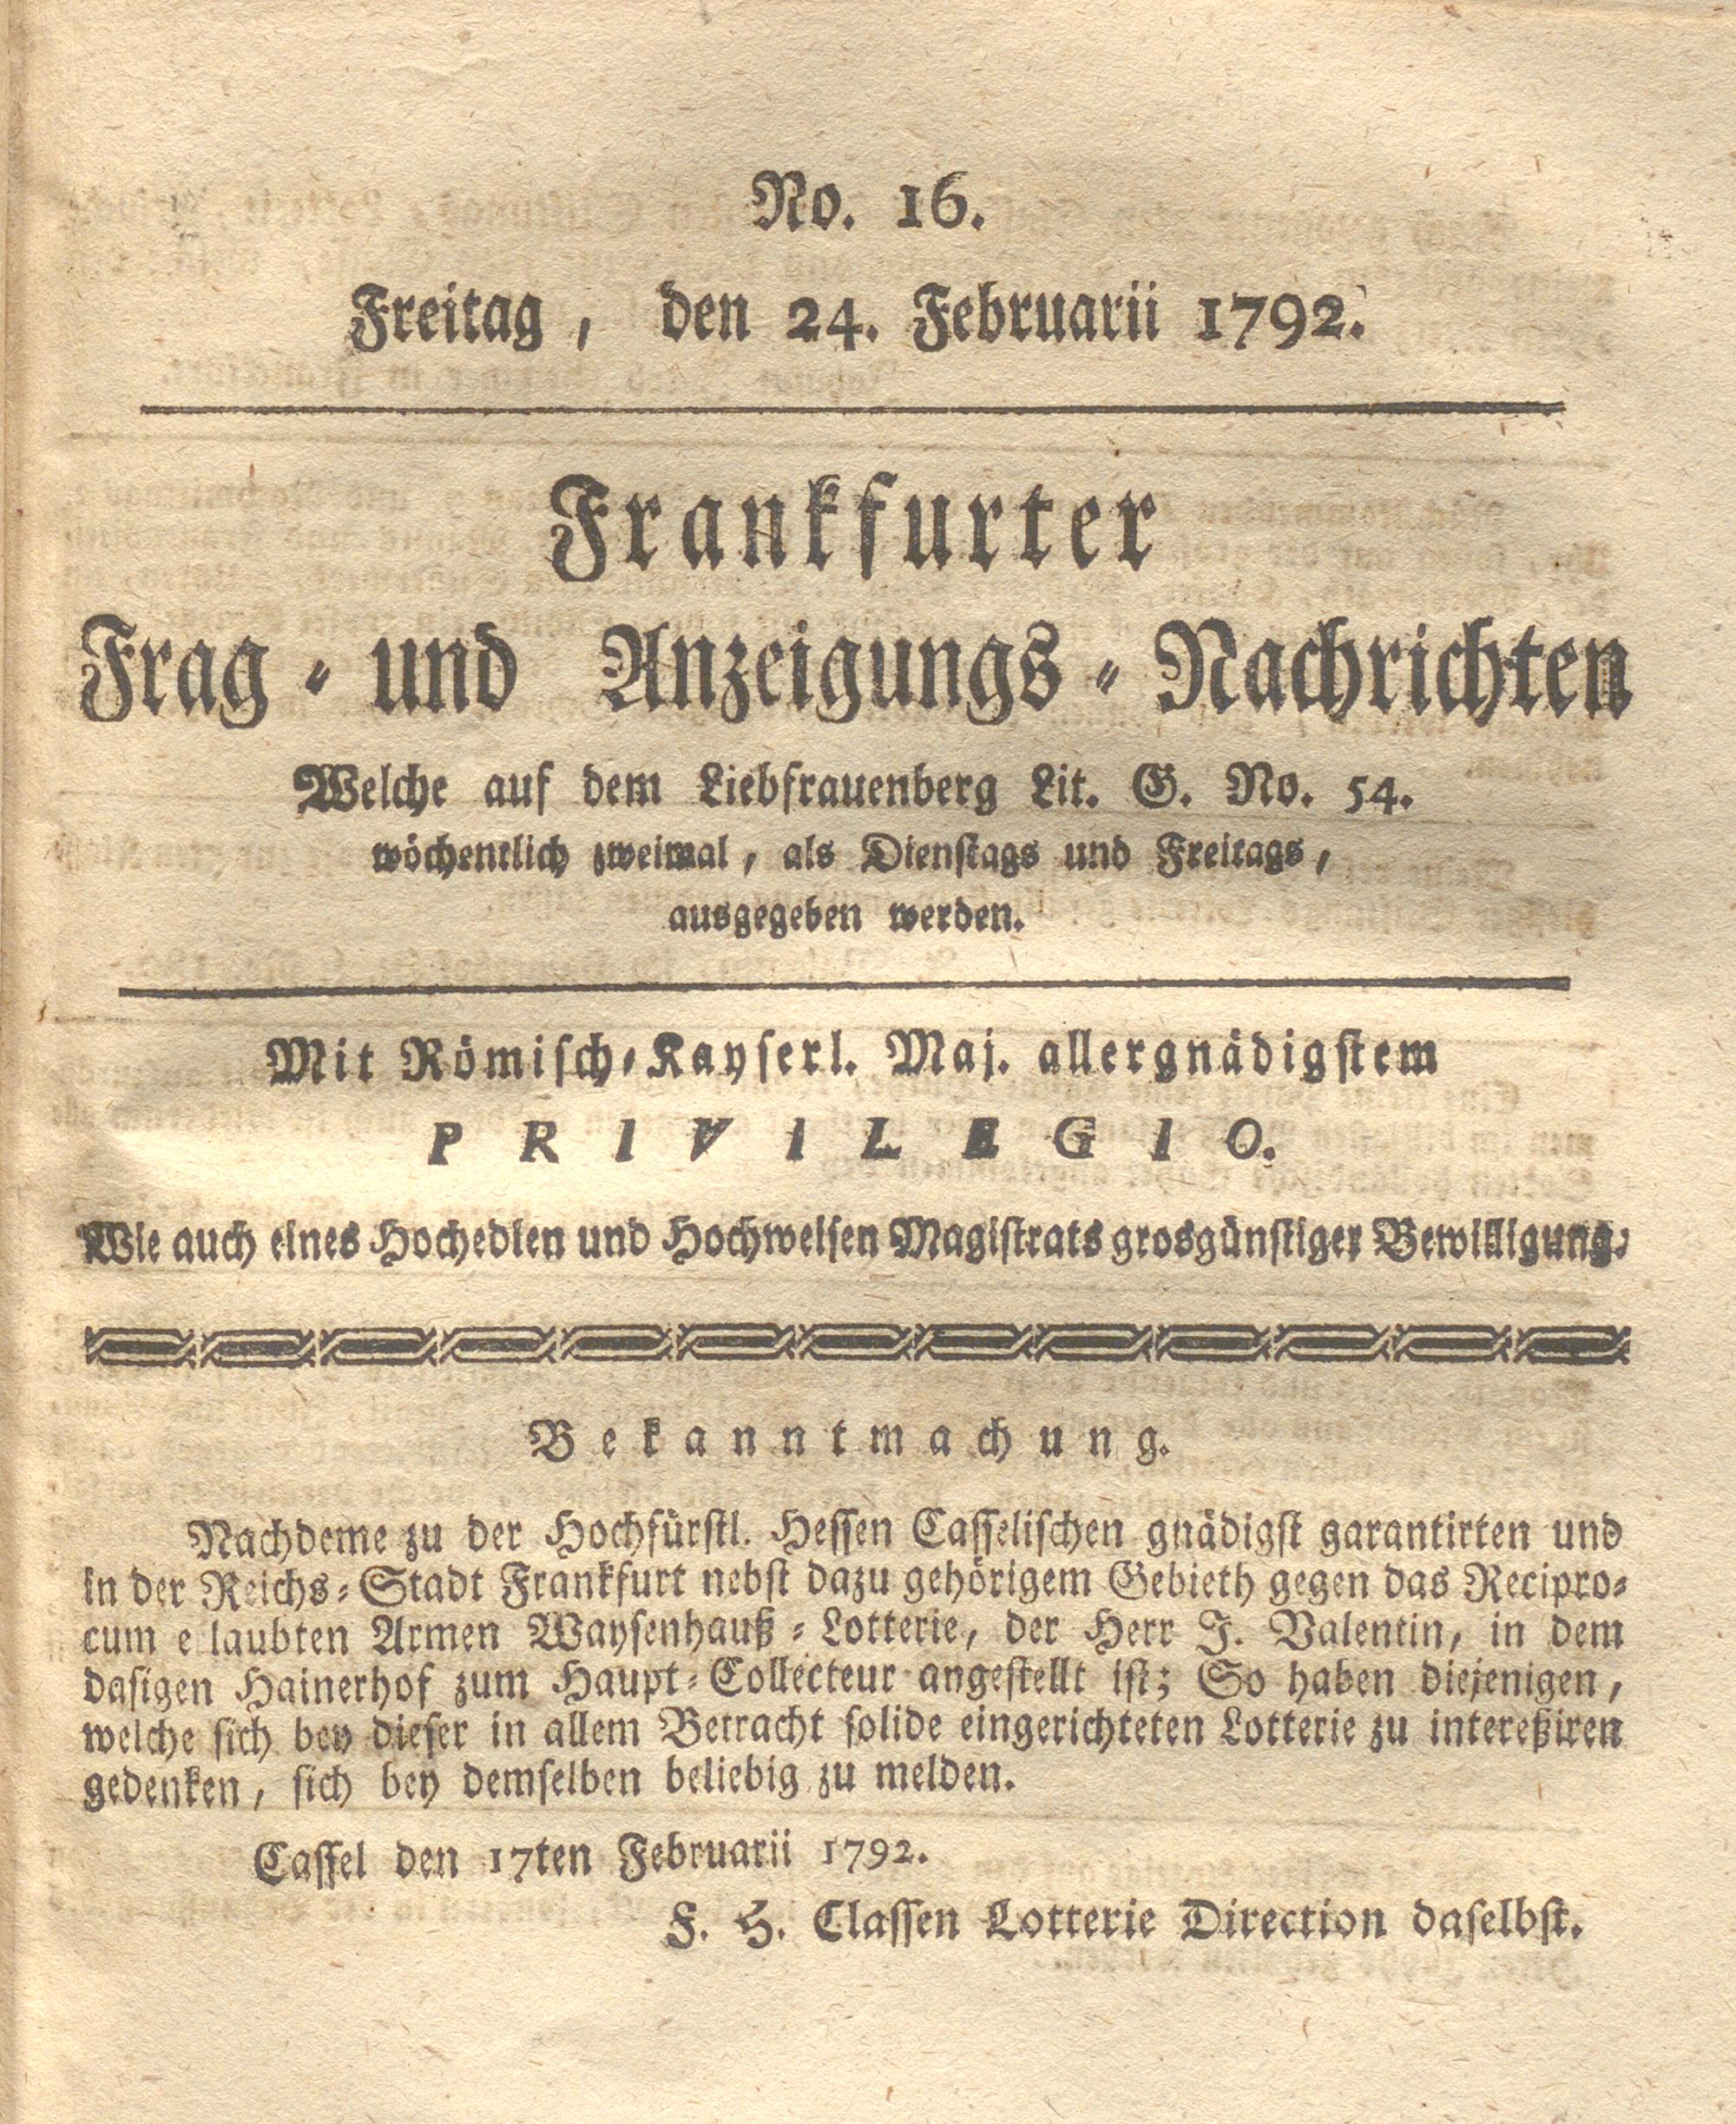 No. 16.
Freitag, den 24. Februarii 1792.
Frankfurter
Frag- und Anzeigungs-Nachrichten
Welche auf dem Liebfrauenberg Lit. G. No. 54.
wöchentlich zweimal, als Dienstags und Freitags,
ausgegeben werden.
Mit Römisch-Kayserl. Maj. allergnädigstem
PRIVILEGIO.
Wie auch eines Hochedlen und Hochweisen Magistrats grosgünstiger Bewilligung.
Bekanntmachung.
Nachdeme zu der Hochfürstl. Hessen Casselischen gnädigst garantirten und
in der Reichs-Stadt Frankfurt nebst dazu gehörigem Gebieth gegen das Recipro-
cum e laubten Armen Waysenhauß-Lotterie, der Herr J. Valentin, in dem
dasigen Hainerhof zum Haupt-Collecteur angestellt ist; So haben diejenigen,
welche sich bey dieser in allem Betracht solide eingerichteten Lotterie zu intereßiren
gedenken, sich bey demselben beliebig zu melden.
Cassel den 17ten Februarii 1792.
F. H. Classen Lotterie Direction daselbst.